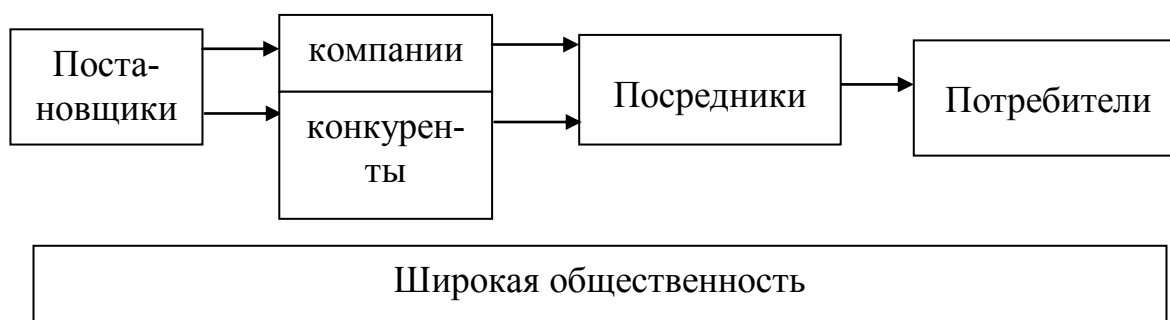 Поста-
новщики
компании
конкурен-
ты
Посредники
Потребители
Широкая общественность